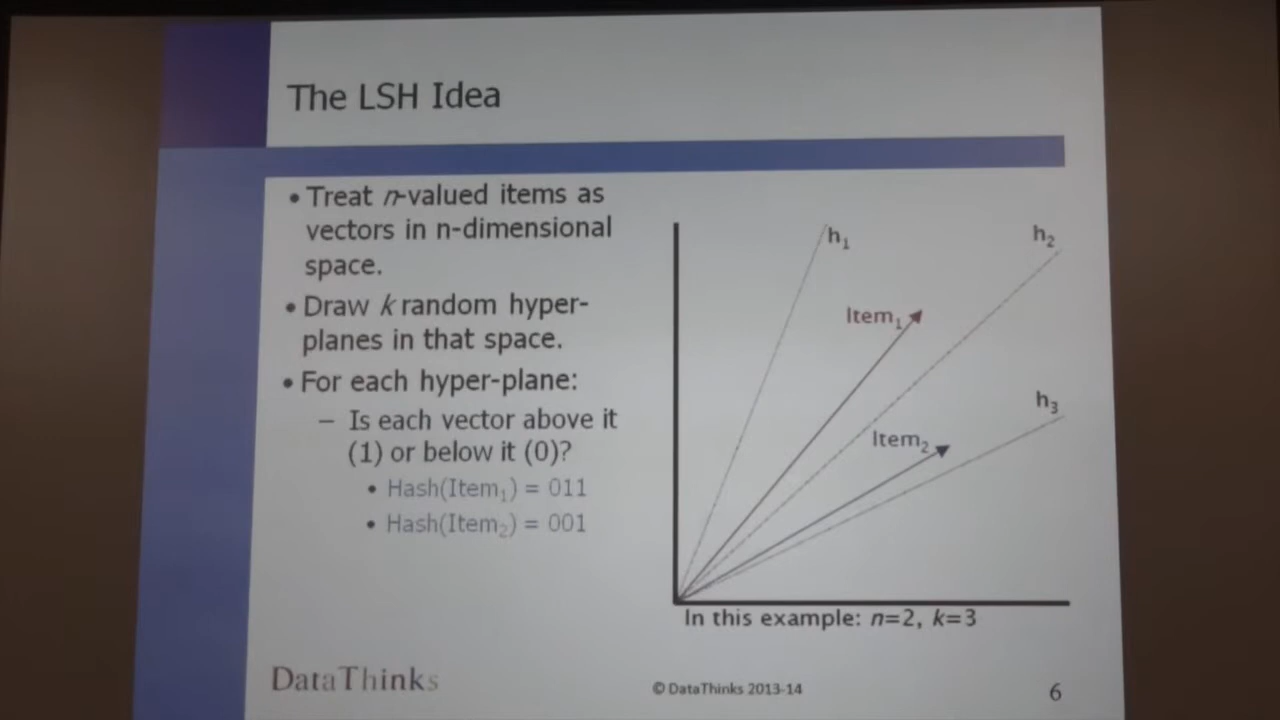 The LSH Idea
• Treat n-valued items as
vectors in n-dimensional
space.
• Draw k random hyper-
planes in that space.
• For each hyper-plane:
– Is each vector above it
(1) or below it (0)?
• Hash(Item₁) = 011
• Hash(Item₂) = 001
h₁
h₂
Item₁
h₃
Item₂
In this example: n=2, k=3
DataThinks
© DataThinks 2013-14
6